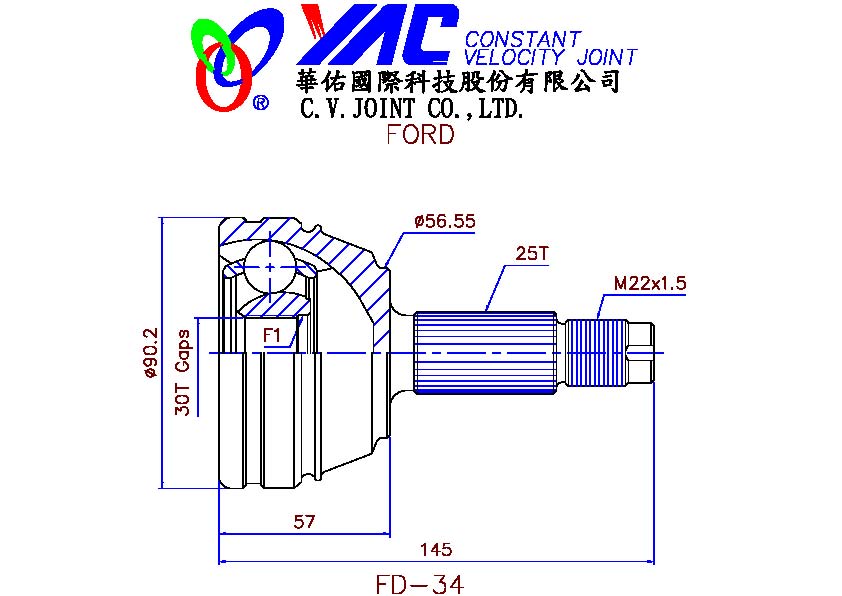 YAC CONSTANT
VELOCITY JOINT
®
華佑國際科技股份有限公司
C.V.JOINT CO.,LTD.
FORD
ø56.55
25T
M22x1.5
F1
ø90.2
30T Gaps
57
145
FD-34